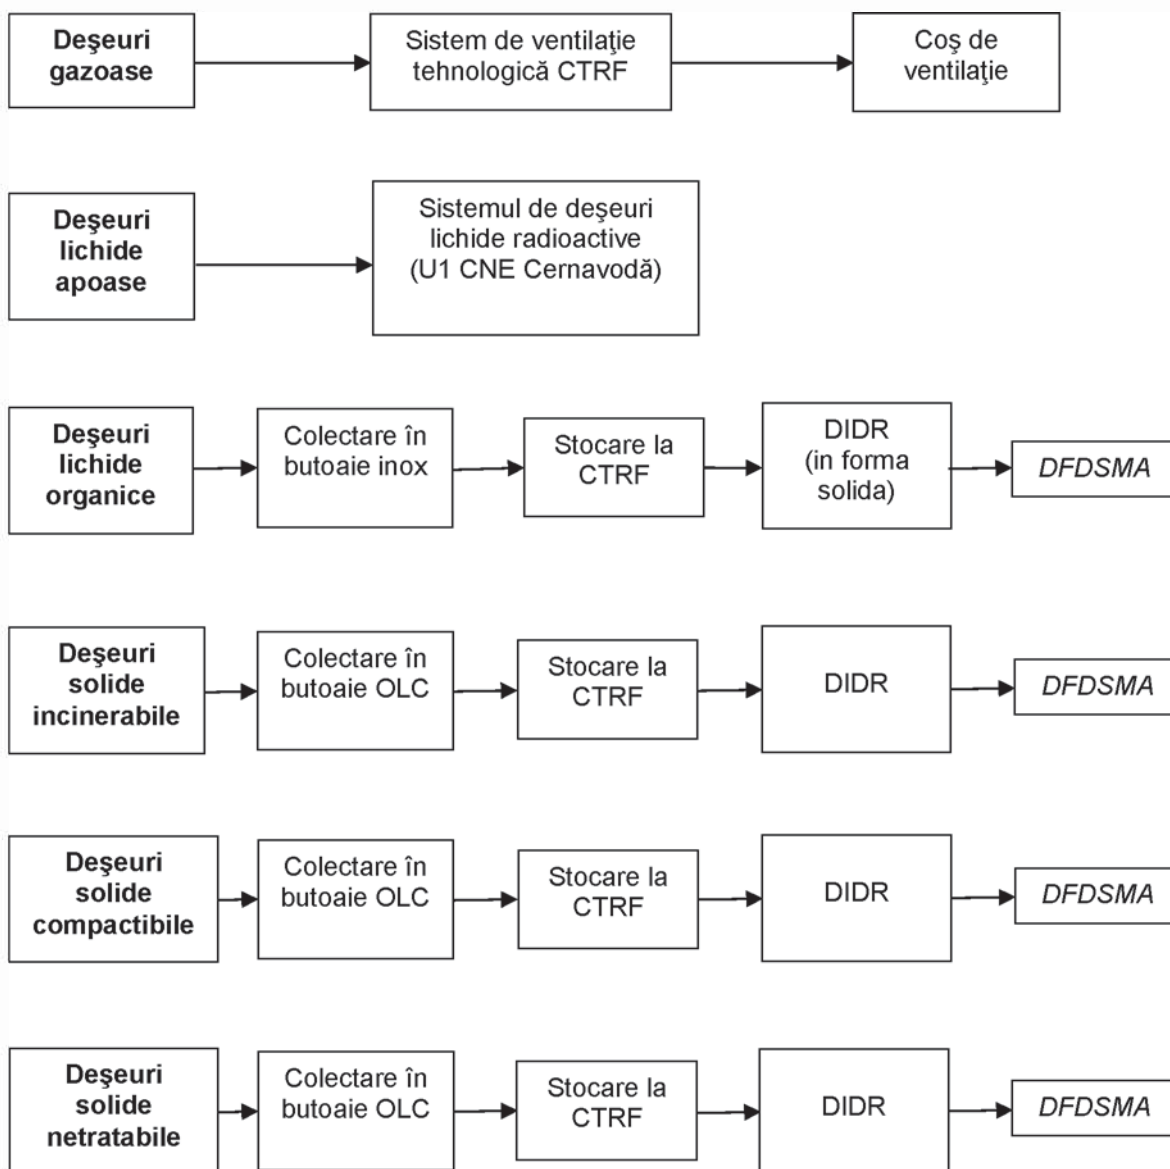 Deşeuri
gazoase
Sistem de ventilaţie
tehnologică CTRF
Coş de
ventilaţie
Deşeuri
lichide
apoase
Sistemul de deşeuri
lichide radioactive
(U1 CNE Cernavodă)
Deşeuri
lichide
organice
Colectare în
butoaie inox
Stocare la
CTRF
DIDR
(in forma
solida)
DFDSMA
Deşeuri
solide
incinerabile
Colectare în
butoaie OLC
Stocare la
CTRF
DIDR
DFDSMA
Deşeuri
solide
compactibile
Colectare în
butoaie OLC
Stocare la
CTRF
DIDR
DFDSMA
Deşeuri
solide
netratabile
Colectare în
butoaie OLC
Stocare la
CTRF
DIDR
DFDSMA